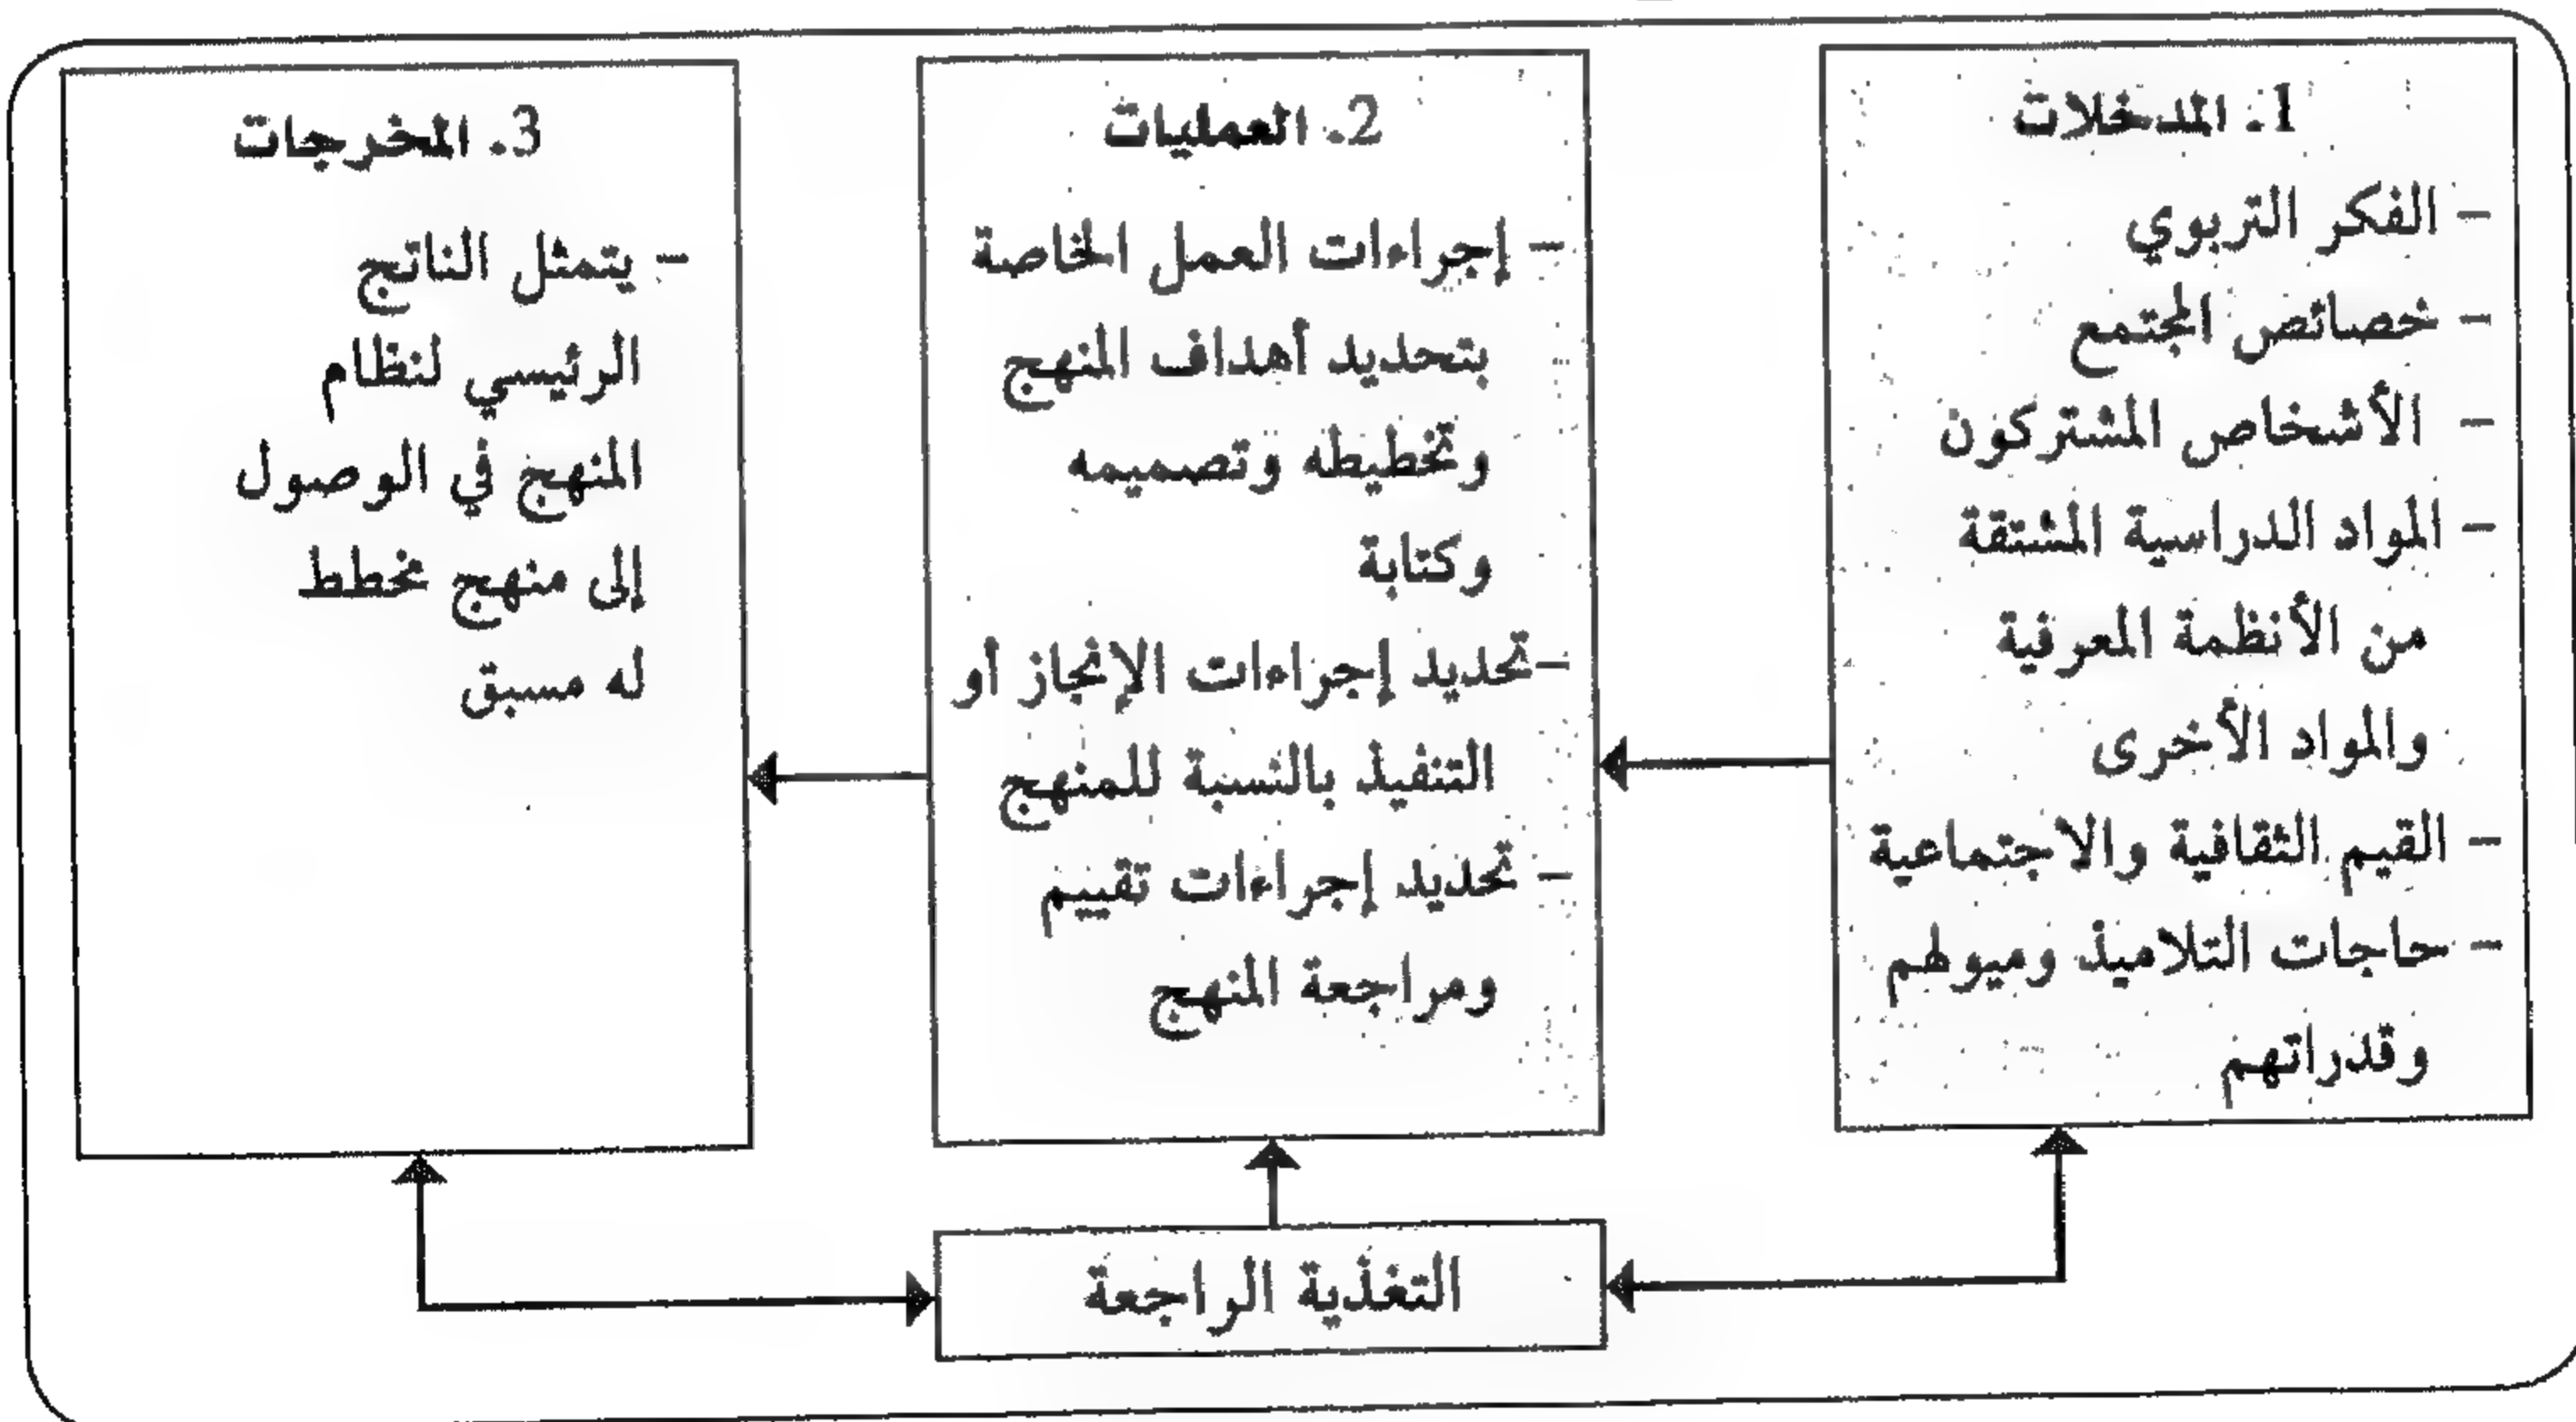 1. المدخلات
- الفكر التربوي
- خصائص المجتمع
- الأشخاص المشتركون
- المواد الدراسية المشتقة
من الأنظمة المعرفية
والمواد الأخرى
- القيم الثقافية والاجتماعية
- حاجات التلاميذ وميولهم
وقدراتهم
2. العمليات
- إجراءات العمل الخاصة
بتحديد أهداف المنهج
وتخطيطه وتصميمه
وكتابة
- تحديد إجراءات الإنجاز أو
التنفيذ بالنسبة للمنهج
- تحديد إجراءات تقييم
ومراجعة المنهج
3. المخرجات
- يتمثل الناتج
الرئيسي لنظام
المنهج في الوصول
إلى منهج مخطط
له مسبق
التغذية الراجعة